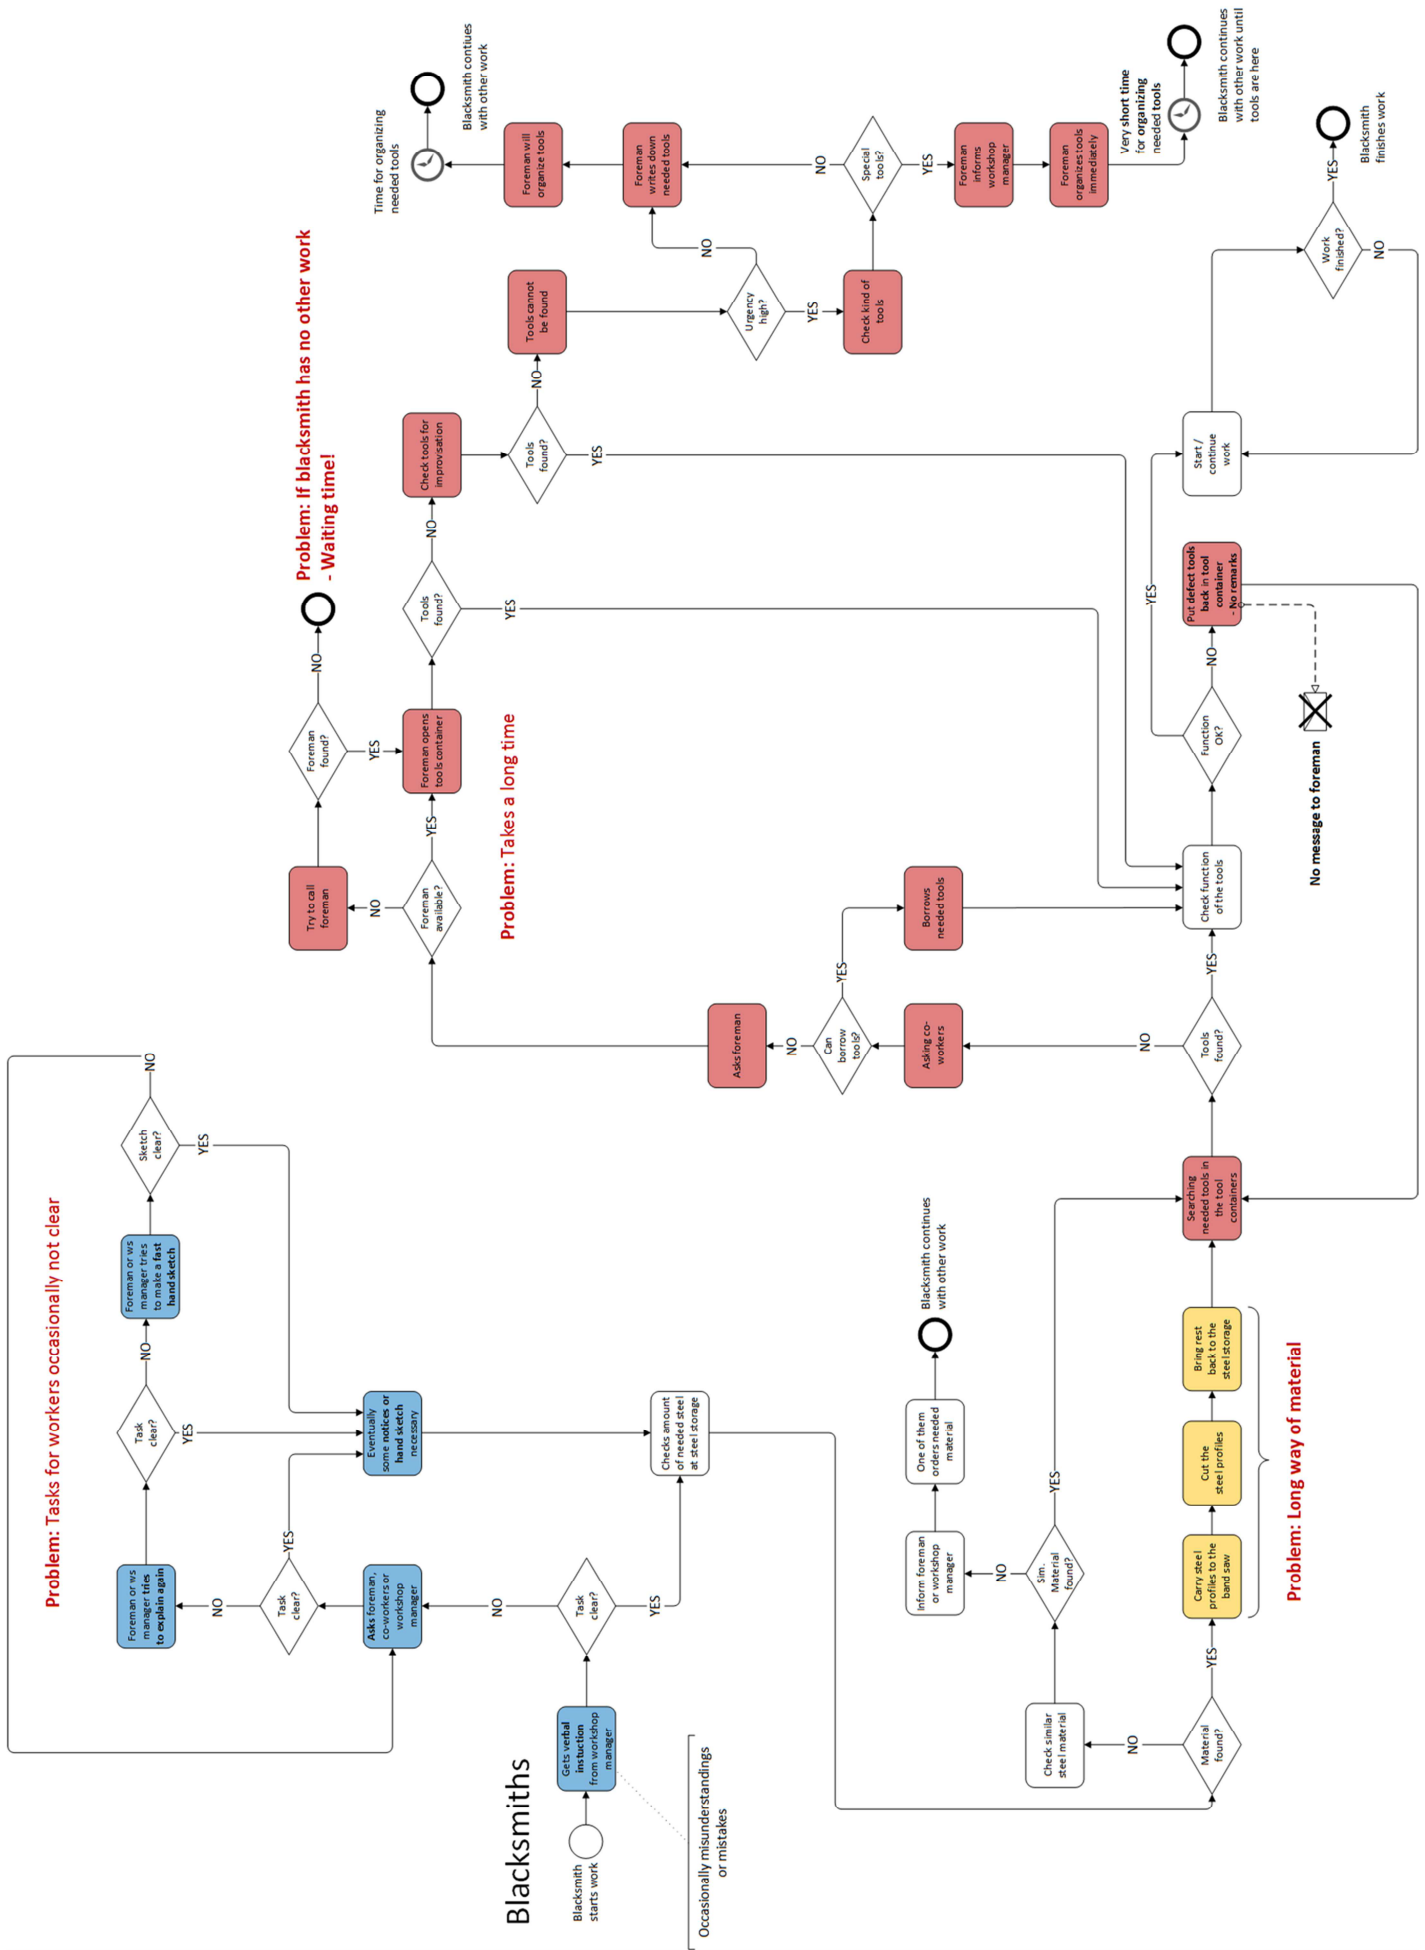 Blacksmiths
Blacksmith
starts work
Gets verbal
instuction
from workshop
manager
Occasionally misunderstandings
or mistakes
Task
clear?
NO
YES
Asks foreman,
co-workers or
workshop
manager
Task
clear?
NO
YES
Foreman or ws
manager tries
to explain again
Task
clear?
NO
YES
Foreman or ws
manager tries
to make a fast
hand sketch
Sketch
clear?
NO
YES
Problem: Tasks for workers occasionally not clear
Eventually
some notices or
hand sketch
necessary
Checks amount
of needed steel
at steel storage
Material
found?
NO
YES
Check similar
steel material
Sim.
Material
found?
NO
YES
Inform foreman
or workshop
manager
One of them
orders needed
material
Blacksmith continues
with other work
Carry steel
profiles to the
band saw
Cut the
steel profiles
Bring rest
back to the
steel storage
Problem: Long way of material
Searching
needed tools in
the tool
containers
Tools
found?
NO
YES
Asking co-
workers
Can
borrow
tools?
NO
YES
Borrows
needed tools
Asks foreman
Foreman
available?
NO
YES
Try to call
foreman
Foreman
found?
NO
YES
Problem: If blacksmith has no other work
- Waiting time!
Foreman opens
tools container
Problem: Takes a long time
Tools
found?
NO
YES
Check tools for
improvisation
Tools
found?
NO
YES
Tools cannot
be found
Urgency
high?
NO
YES
Check kind of
tools
Special
tools?
NO
YES
Foreman
writes down
needed tools
Foreman will
organize tools
Time for organizing
needed tools
Blacksmith contiues
with other work
Foreman
informs
workshop
manager
Foreman
organizes tools
immediately
Very short time
for organizing
needed tools
Blacksmith continues
with other work until
tools are here
Check function
of the tools
Function
OK?
NO
YES
Put defect tools
back in tool
container
- No remarks
No message to foreman
Start /
continue
work
Work
finished?
YES
NO
Blacksmith
finishes work